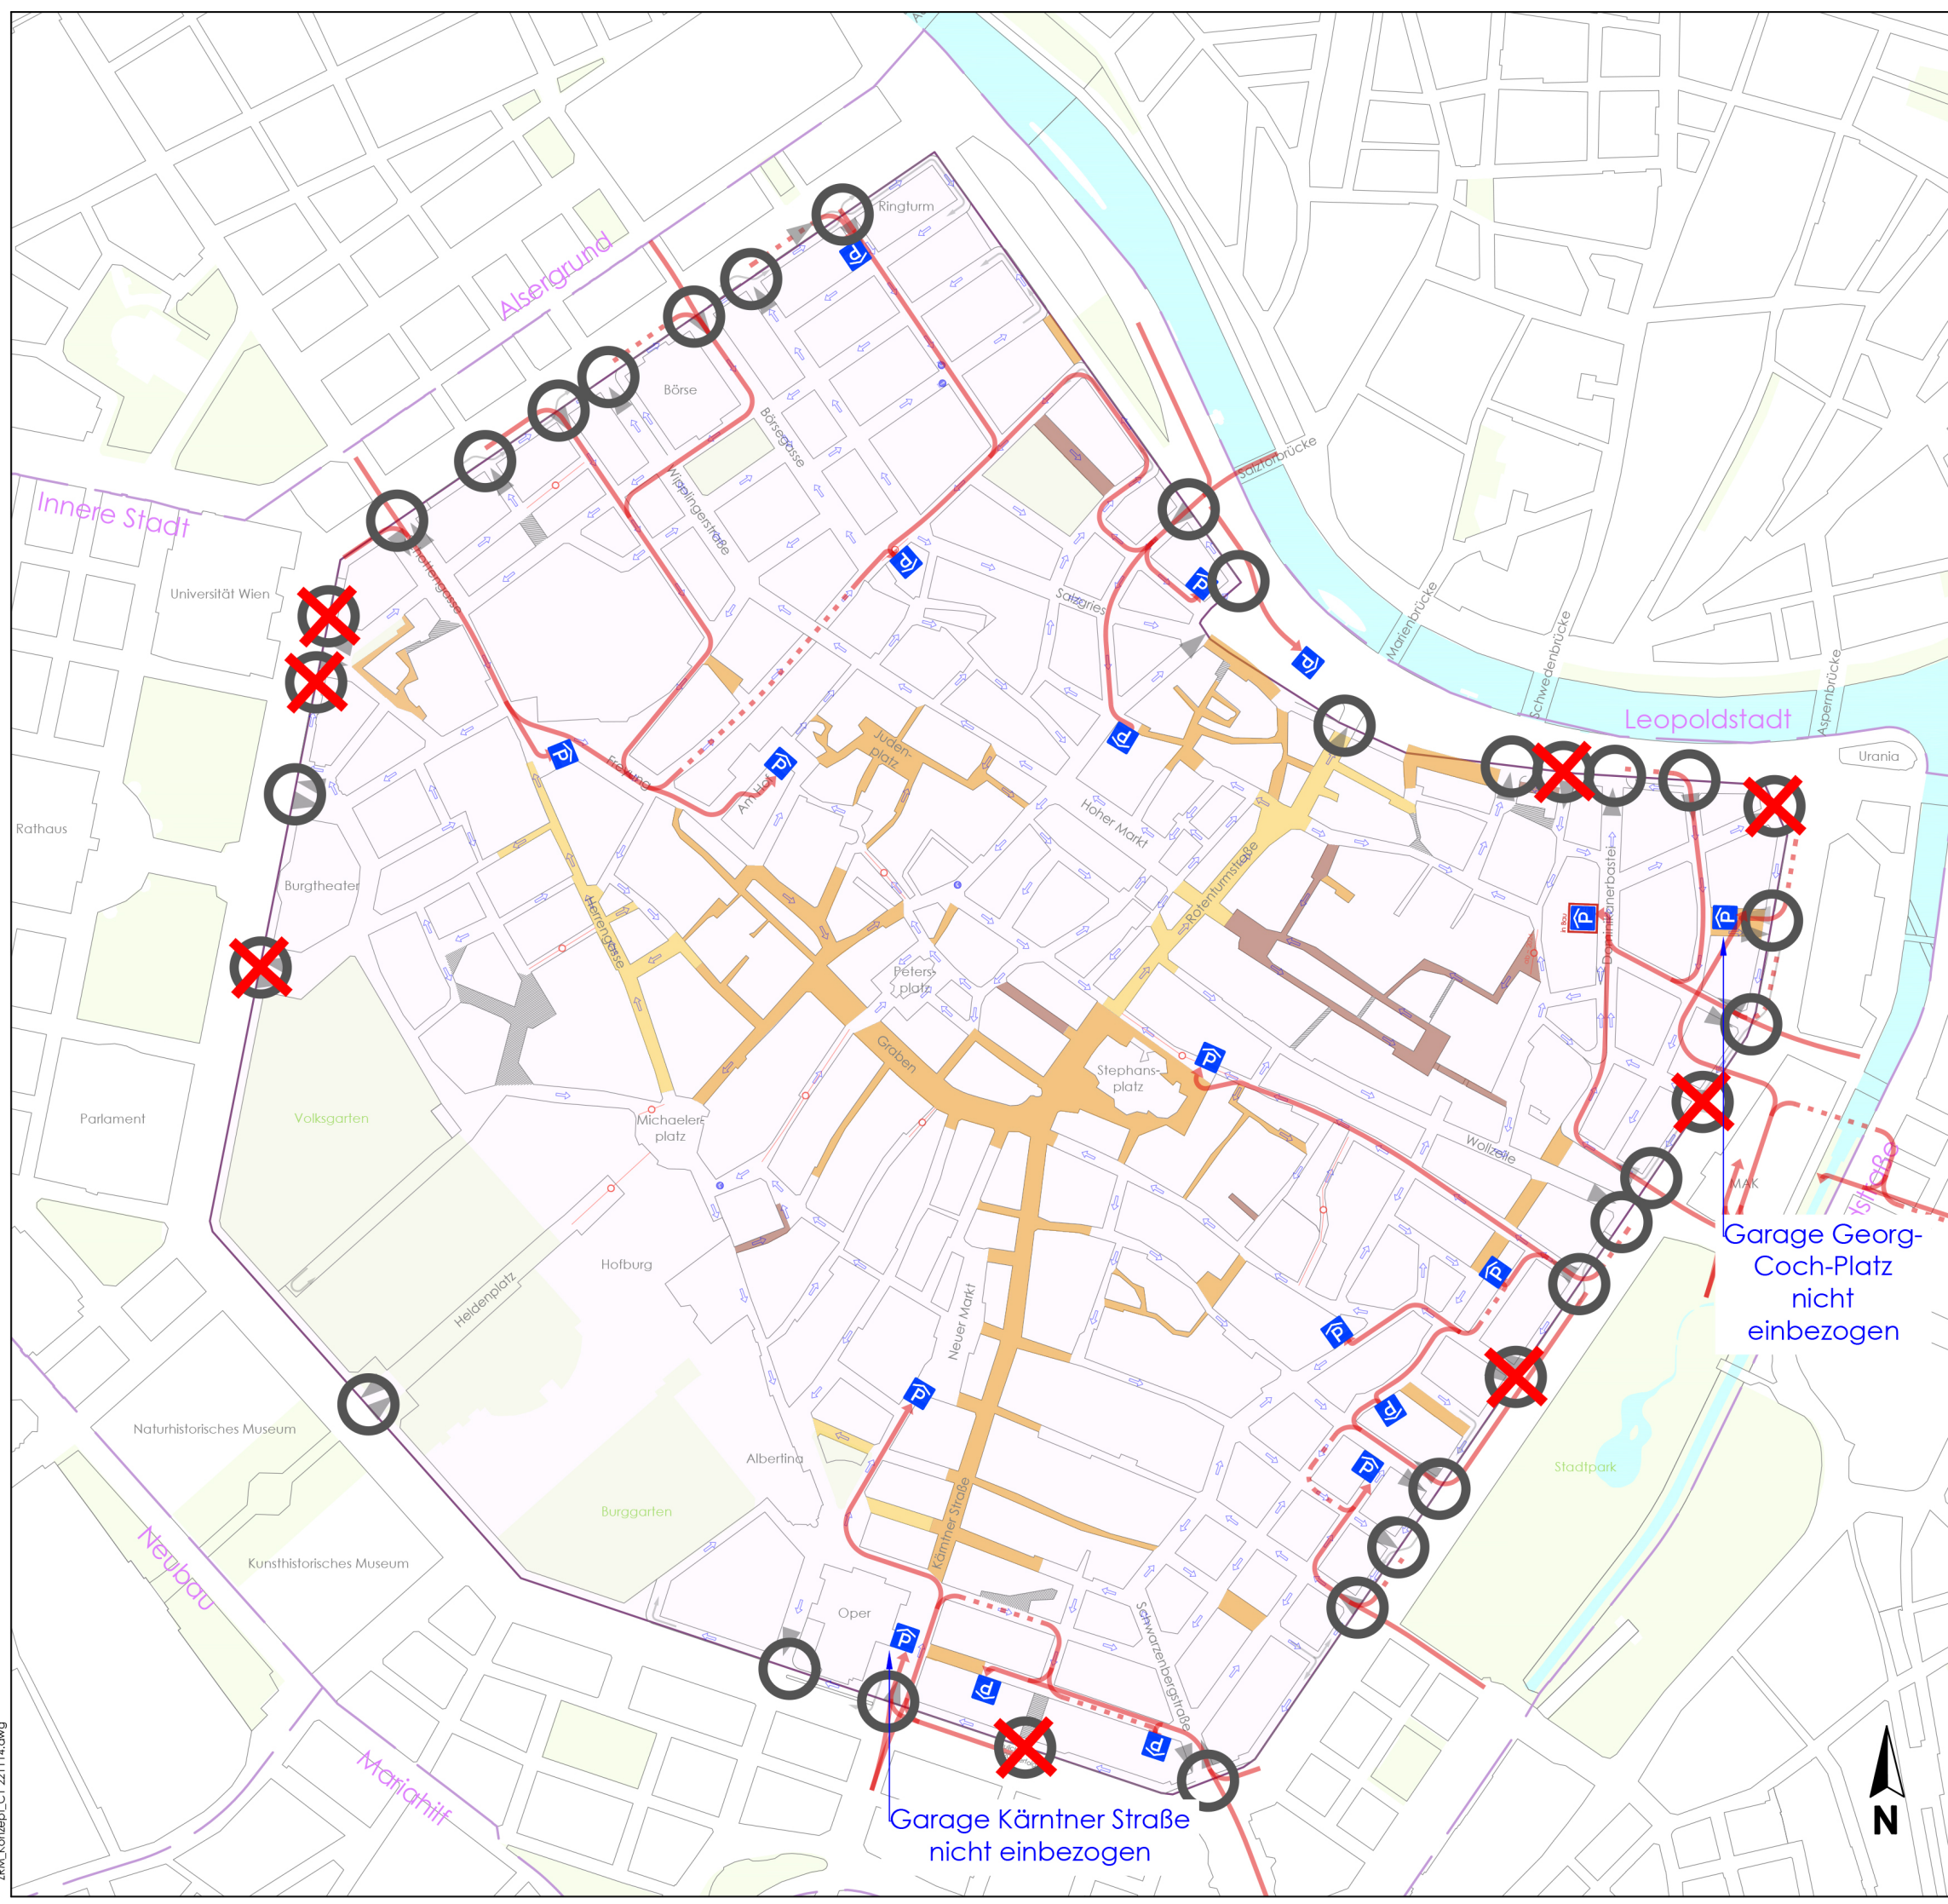 Ringturm
Alsergrund
Börse
Börsegasse
Wipplingerstraße
Salztorbrücke
Innere Stadt
Universität Wien
Salzgries
Marienbrücke
Schwedenbrücke
Aspernbrücke
Leopoldstadt
Urania
Freyung
Am Hof
Juden-
platz
Hoher Markt
Rathaus
Burgtheater
Herrengasse
Rotenturmstraße
Dominikanerbastei
in Bau
Peters-
platz
Graben
Stephans-
platz
Parlament
Volksgarten
Michaeler-
platz
Wollzeile
MAK
Garage Georg-
Coch-Platz
nicht
einbezogen
Hofburg
Heldenplatz
Neuer Markt
Naturhistorisches Museum
Albertina
Stadtpark
Burggarten
Kärntner Straße
Kunsthistorisches Museum
Neubau
Oper
Schwarzenbergstraße
Mariahilf
Garage Kärntner Straße
nicht einbezogen
N